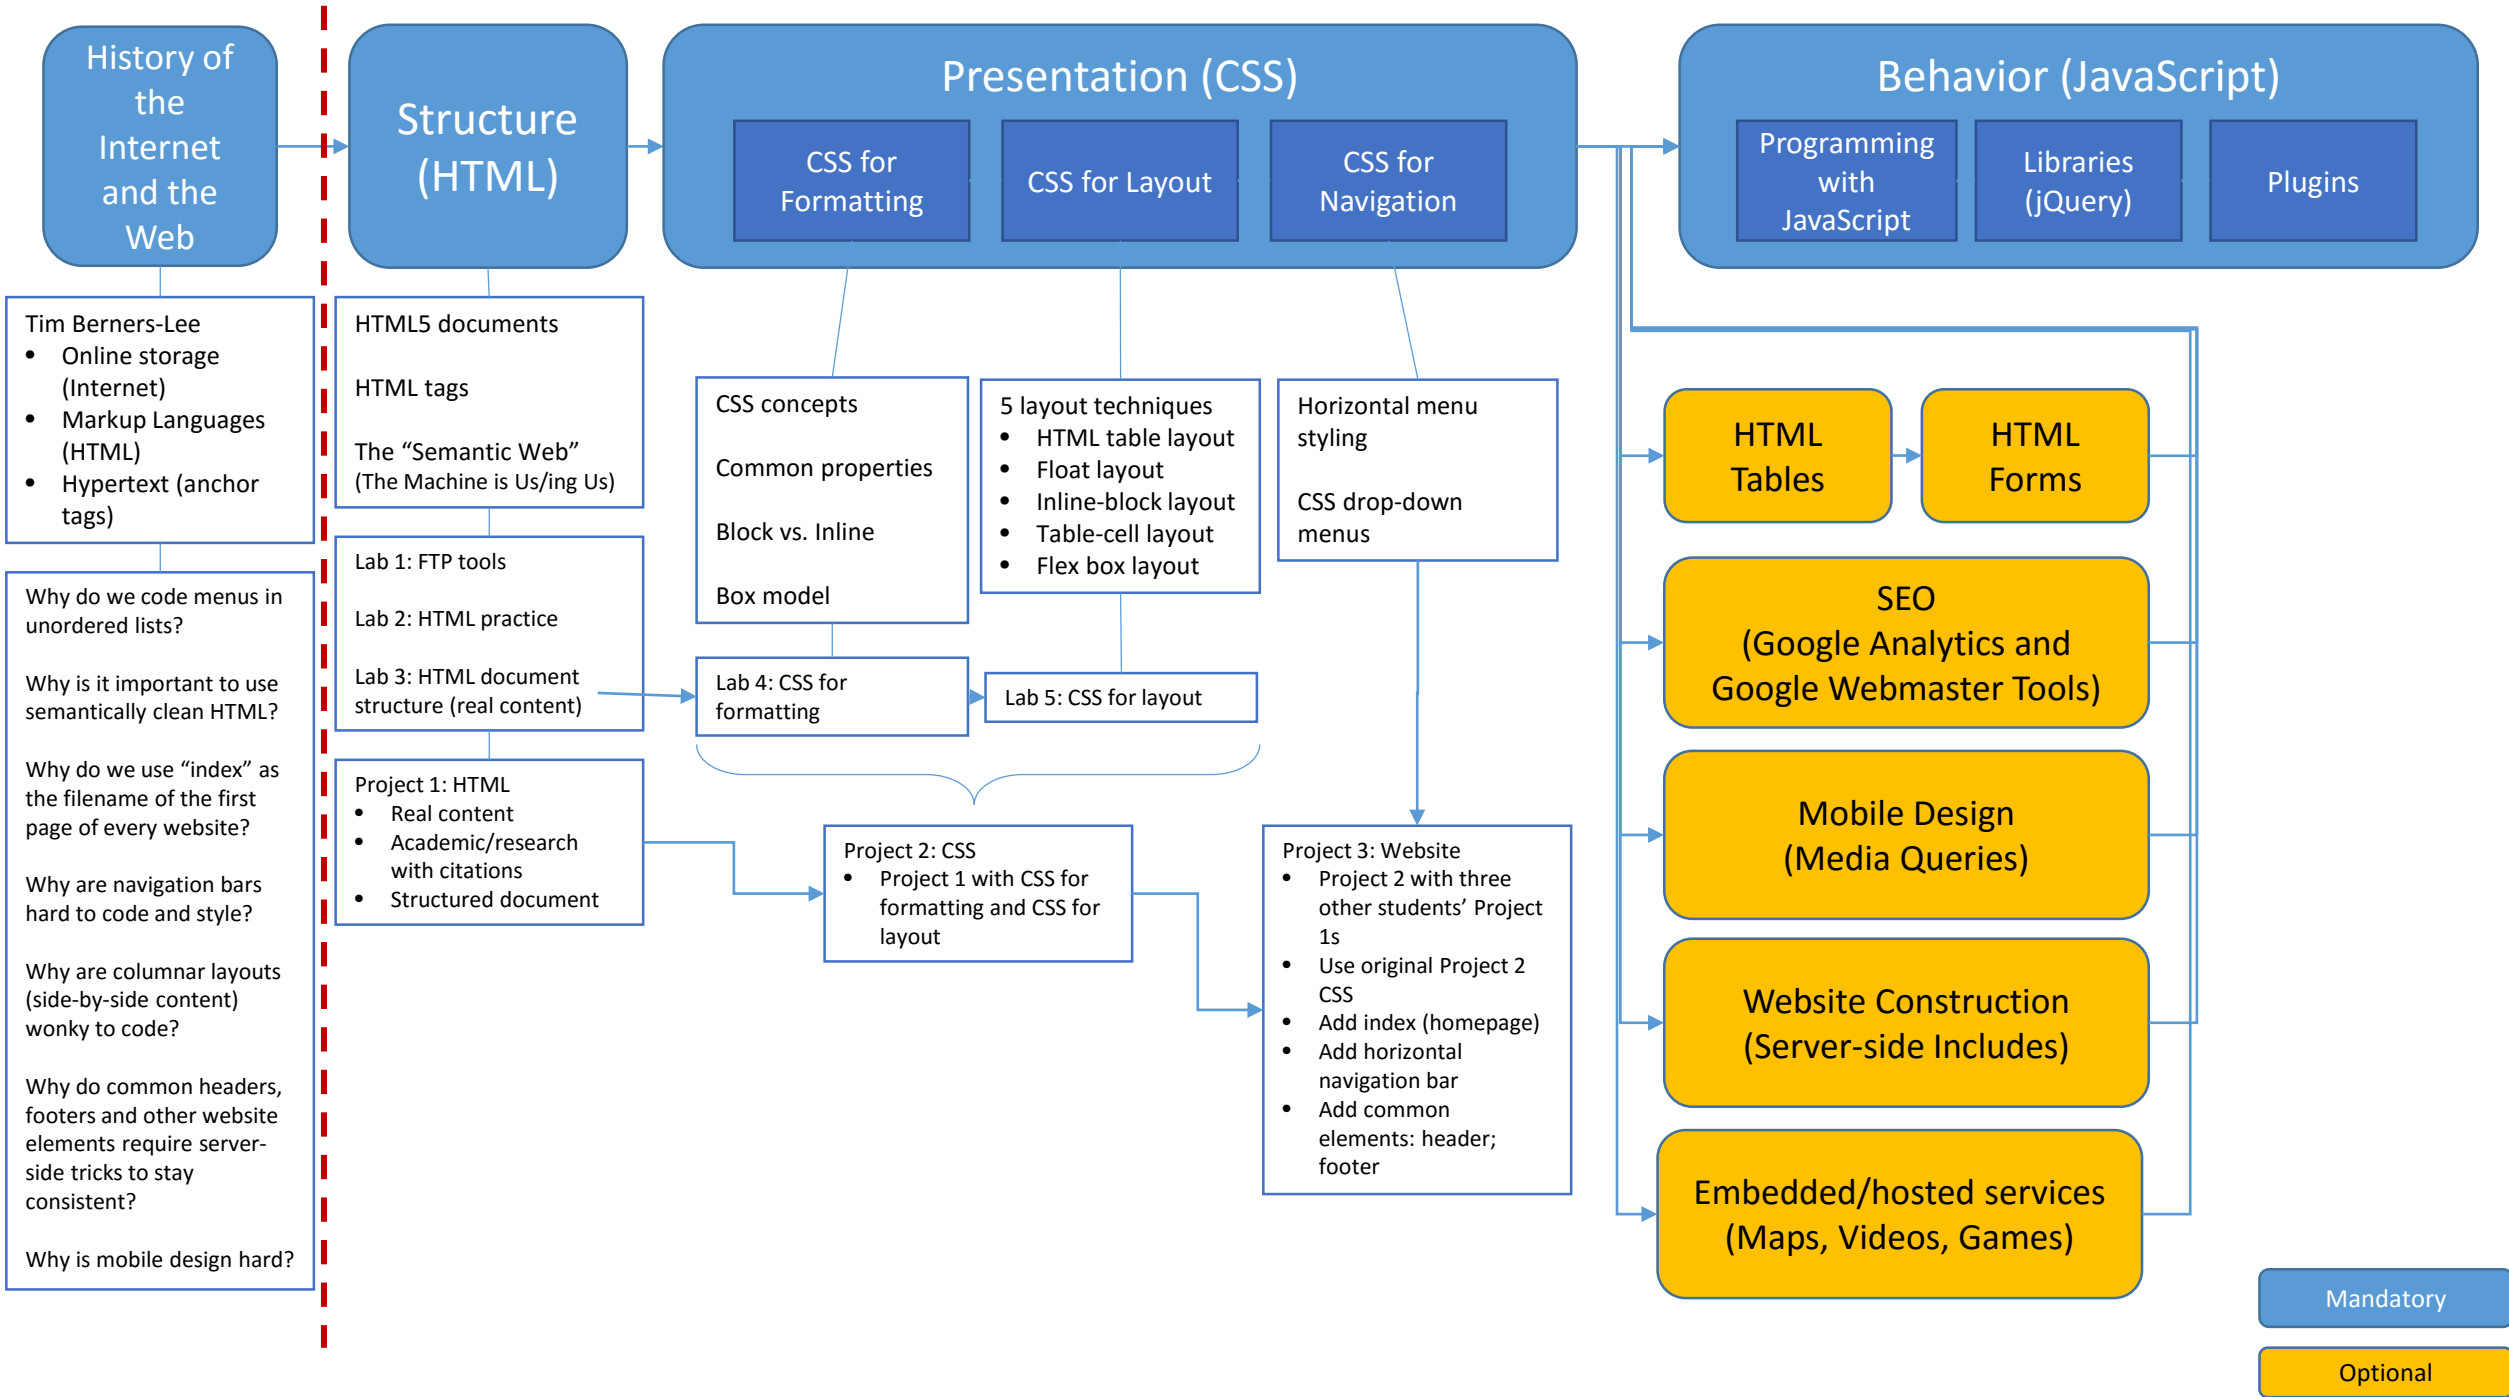 History of
the
Internet
and the
Web
Structure
(HTML)
Presentation (CSS)
CSS for
Formatting
CSS for Layout
CSS for
Navigation
Behavior (JavaScript)
Programming
with
JavaScript
Libraries
(jQuery)
Plugins
Tim Berners-Lee
• Online storage
(Internet)
• Markup Languages
(HTML)
• Hypertext (anchor
tags)
Why do we code menus in
unordered lists?
Why is it important to use
semantically clean HTML?
Why do we use “index” as
the filename of the first
page of every website?
Why are navigation bars
hard to code and style?
Why are columnar layouts
(side-by-side content)
wonky to code?
Why do common headers,
footers and other website
elements require server-
side tricks to stay
consistent?
Why is mobile design hard?
HTML5 documents
HTML tags
The “Semantic Web”
(The Machine is Us/ing Us)
Lab 1: FTP tools
Lab 2: HTML practice
Lab 3: HTML document
structure (real content)
Project 1: HTML
• Real content
• Academic/research
with citations
• Structured document
CSS concepts
Common properties
Block vs. Inline
Box model
Lab 4: CSS for
formatting
5 layout techniques
• HTML table layout
• Float layout
• Inline-block layout
• Table-cell layout
• Flex box layout
Lab 5: CSS for layout
Project 2: CSS
• Project 1 with CSS for
formatting and CSS for
layout
Horizontal menu
styling
CSS drop-down
menus
Project 3: Website
• Project 2 with three
other students’ Project
1s
• Use original Project 2
CSS
• Add index (homepage)
• Add horizontal
navigation bar
• Add common
elements: header;
footer
HTML
Tables
HTML
Forms
SEO
(Google Analytics and
Google Webmaster Tools)
Mobile Design
(Media Queries)
Website Construction
(Server-side Includes)
Embedded/hosted services
(Maps, Videos, Games)
Mandatory
Optional